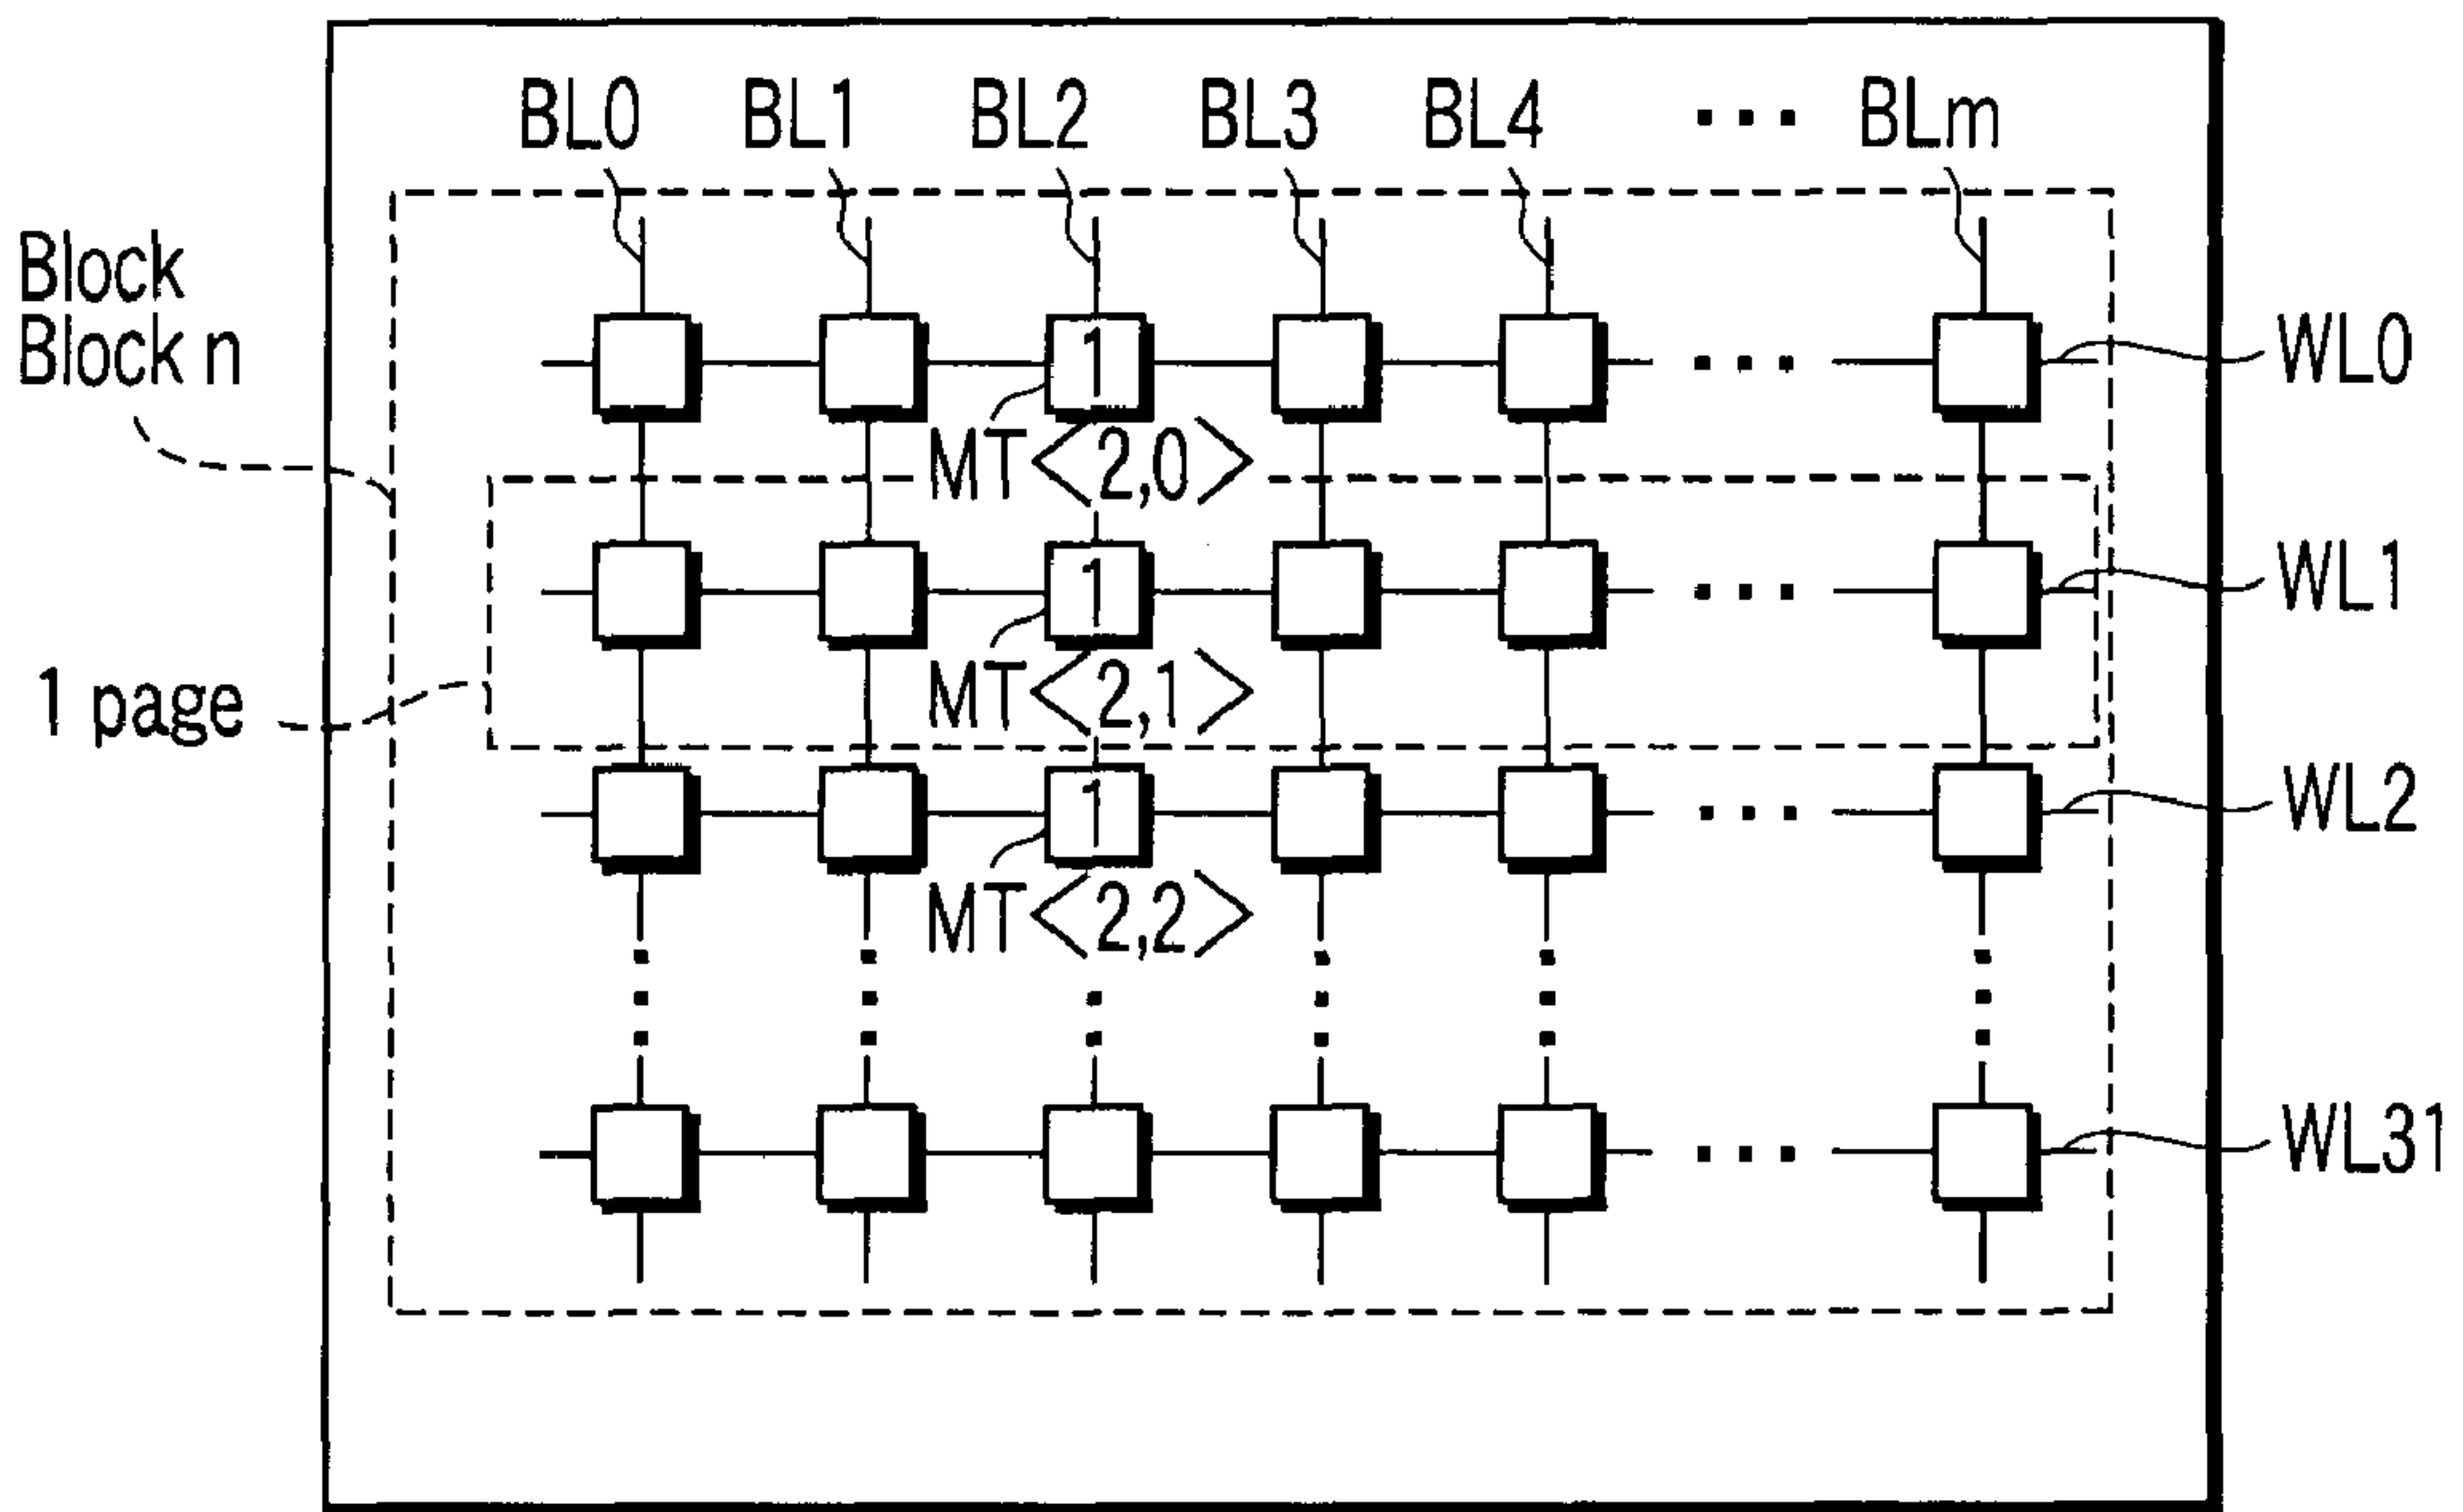 BL0 BL1 BL2 BL3 BL4 ... BLm
Block
Block n
1
WL0
MT<2,0>
1
WL1
1 page
MT<2,1>
1
WL2
MT<2,2>
... WL31